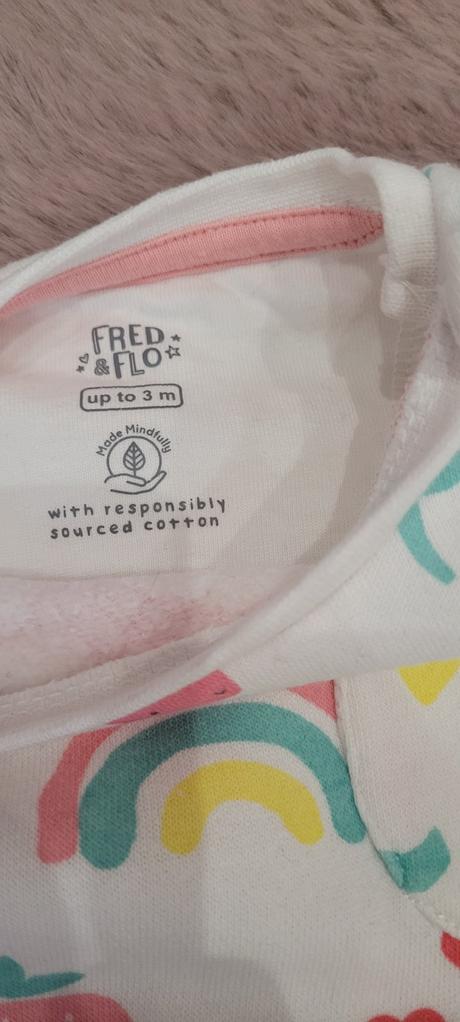 FRED
& FLO
up to 3 m
Made Mindfully
with responsibly
sourced cotton